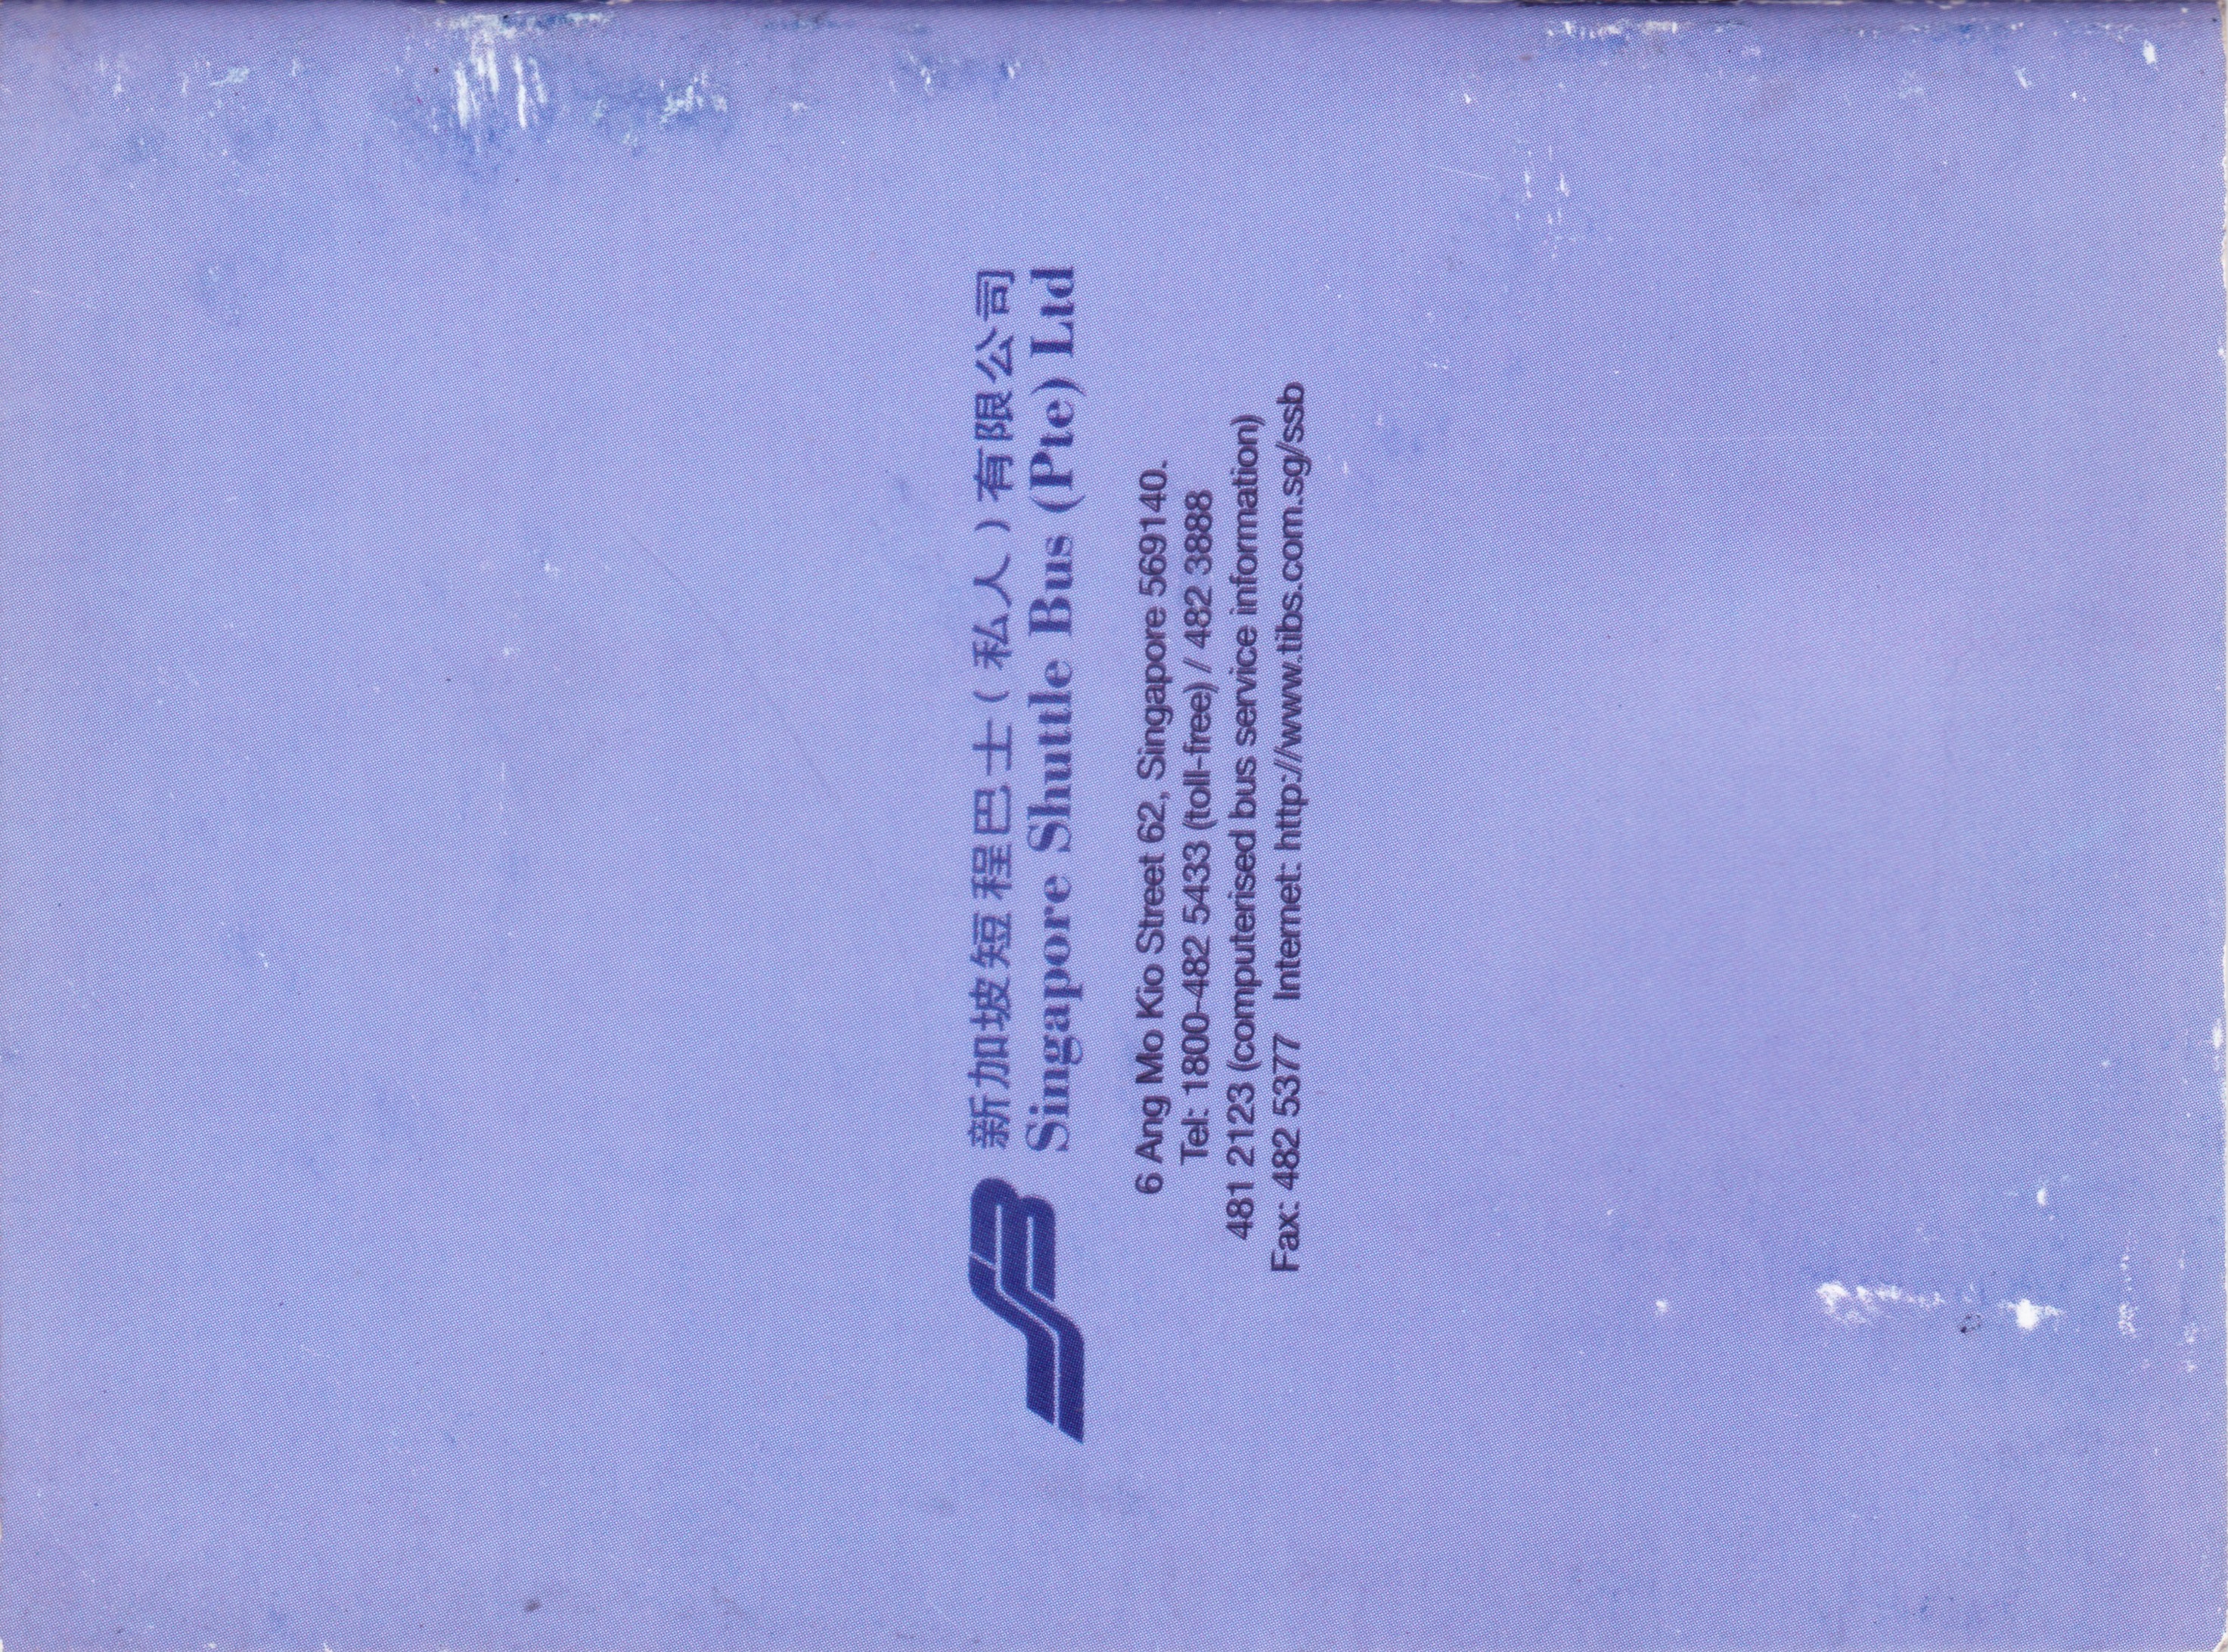 新加坡短程巴士(私人)有限公司
Singapore Shuttle Bus (Pte) Ltd
6 Ang Mo Kio Street 62, Singapore 569140.
Tel: 1800-482 5433 (toll-free) / 482 3888
481 2123 (computerised bus service information)
Fax: 482 5377 Internet: http://www.tibs.com.sg/ssb